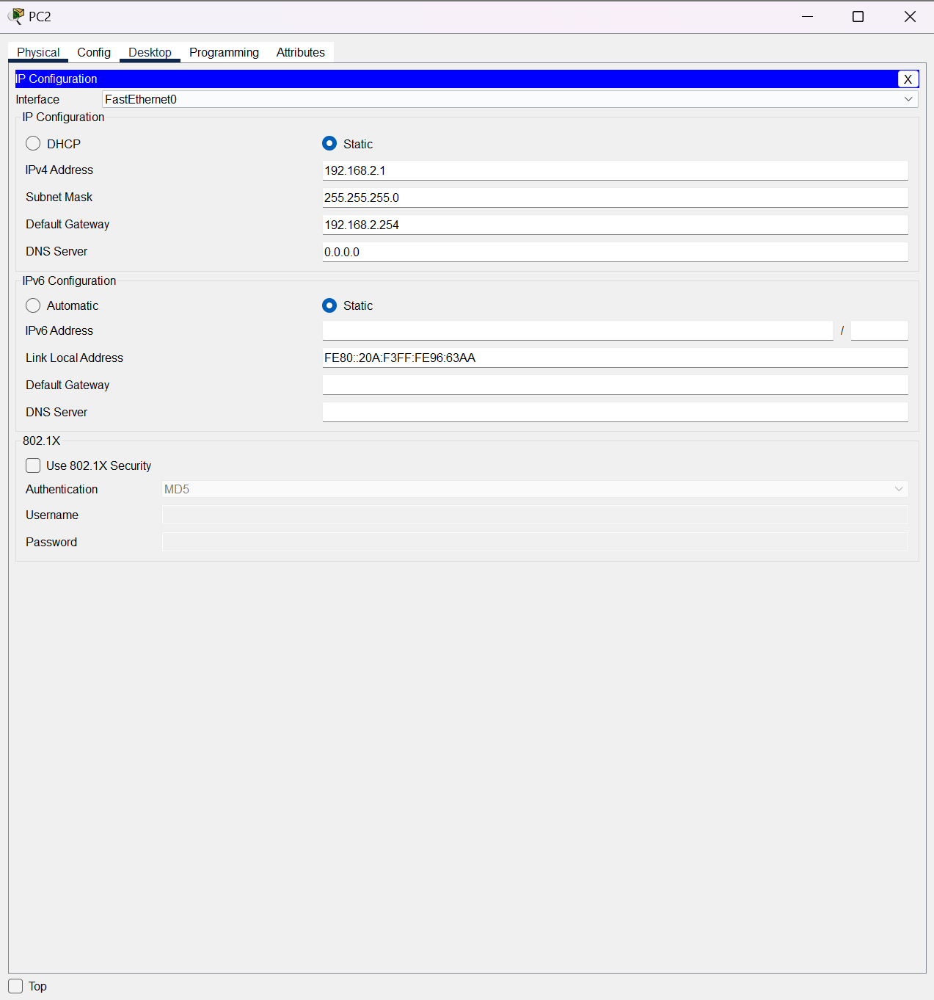 PC2
Physical Config Desktop Programming Attributes
IP Configuration X
Interface FastEthernet0
IP Configuration
DHCP Static
IPv4 Address 192.168.2.1
Subnet Mask 255.255.255.0
Default Gateway 192.168.2.254
DNS Server 0.0.0.0
IPv6 Configuration
Automatic Static
IPv6 Address /
Link Local Address FE80::20A:F3FF:FE96:63AA
Default Gateway
DNS Server
802.1X
Use 802.1X Security
Authentication MD5
Username
Password
Top